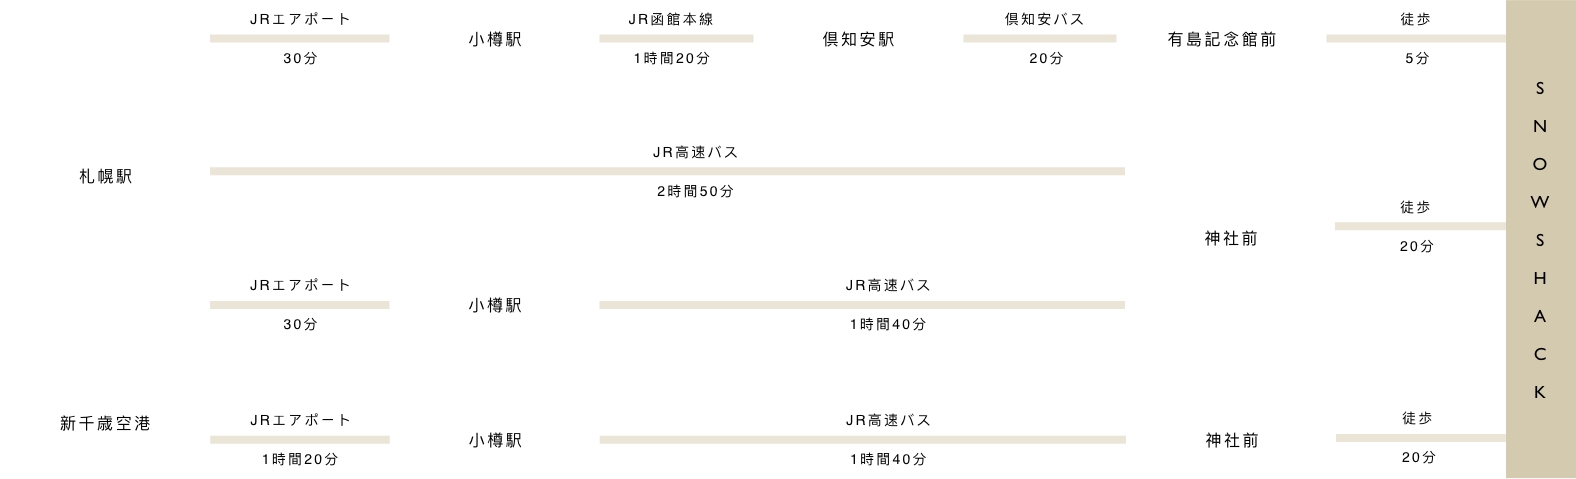 JRエアポート
30分
小樽駅
JR函館本線
1時間20分
倶知安駅
倶知安バス
20分
有島記念館前
徒歩
5分
札幌駅
JR高速バス
2時間50分
神社前
徒歩
20分
JRエアポート
30分
小樽駅
JR高速バス
1時間40分
新千歳空港
JRエアポート
1時間20分
小樽駅
JR高速バス
1時間40分
神社前
徒歩
20分
SNOWSHACK